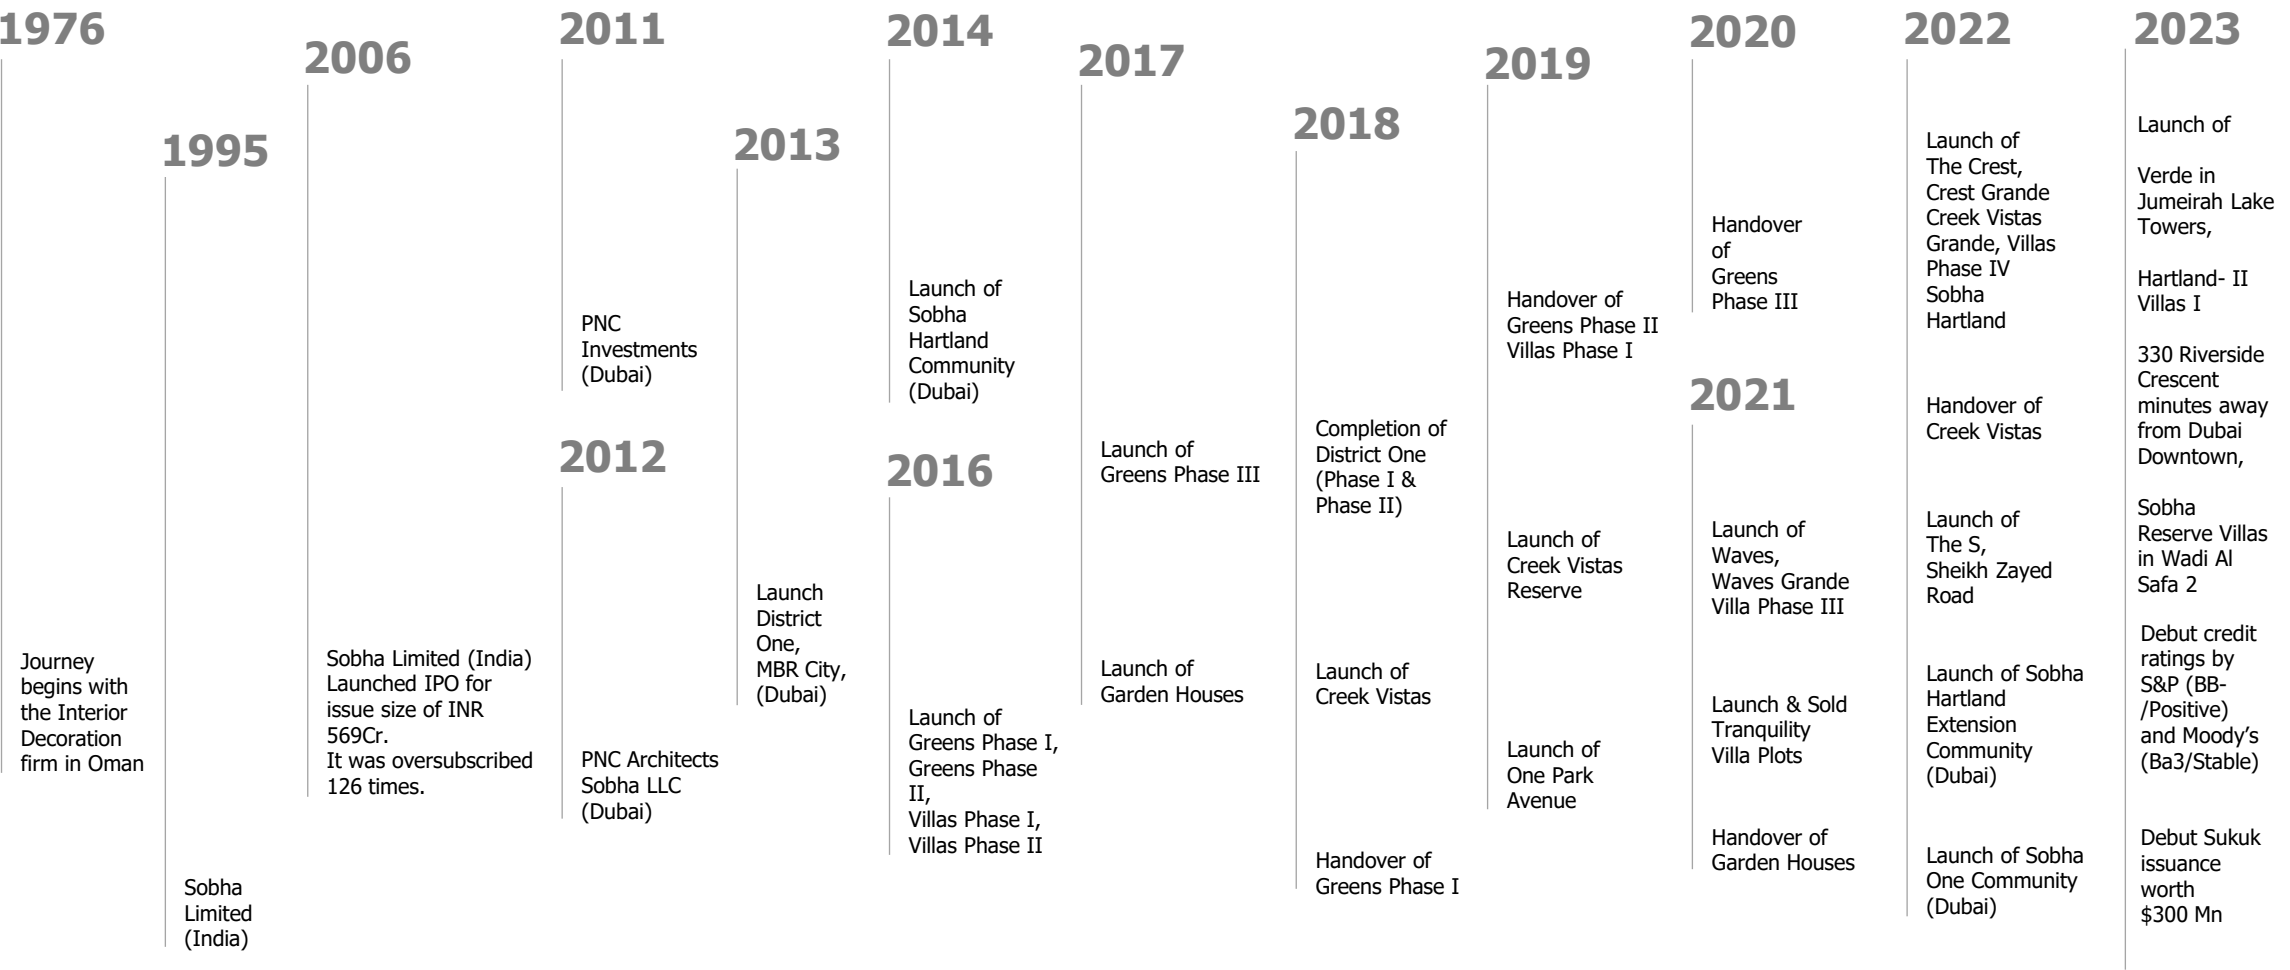 1976
Journey
begins with
the Interior
Decoration
firm in Oman
1995
Sobha
Limited
(India)
2006
Sobha Limited (India)
Launched IPO for
issue size of INR
569Cr.
It was oversubscribed
126 times.
2011
PNC
Investments
(Dubai)
2012
PNC Architects
Sobha LLC
(Dubai)
2013
Launch
District
One,
MBR City,
(Dubai)
2014
Launch of
Sobha
Hartland
Community
(Dubai)
2016
Launch of
Greens Phase I,
Greens Phase
II,
Villas Phase I,
Villas Phase II
2017
Launch of
Greens Phase III
Launch of
Garden Houses
2018
Completion of
District One
(Phase I &
Phase II)
Launch of
Creek Vistas
Handover of
Greens Phase I
2019
Handover of
Greens Phase II
Villas Phase I
Launch of
Creek Vistas
Reserve
Launch of
One Park
Avenue
2020
Handover
of
Greens
Phase III
2021
Launch of
Waves,
Waves Grande
Villa Phase III
Launch & Sold
Tranquility
Villa Plots
Handover of
Garden Houses
2022
Launch of
The Crest,
Crest Grande
Creek Vistas
Grande, Villas
Phase IV
Sobha
Hartland
Handover of
Creek Vistas
Launch of
The S,
Sheikh Zayed
Road
Launch of Sobha
Hartland
Extension
Community
(Dubai)
Launch of Sobha
One Community
(Dubai)
2023
Launch of
Verde in
Jumeirah Lake
Towers,
Hartland- II
Villas I
330 Riverside
Crescent
minutes away
from Dubai
Downtown,
Sobha
Reserve Villas
in Wadi Al
Safa 2
Debut credit
ratings by
S&P (BB-
/Positive)
and Moody’s
(Ba3/Stable)
Debut Sukuk
issuance
worth
$300 Mn